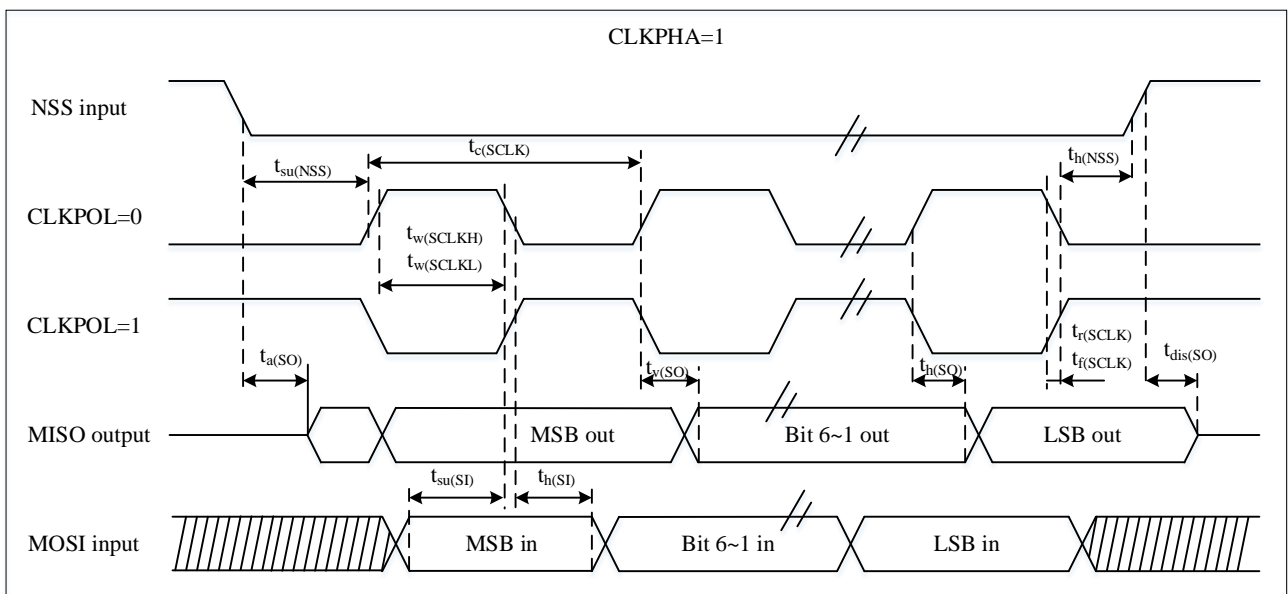 CLKPHA=1
NSS input
tc(SCLK)
tsu(NSS)
th(NSS)
CLKPOL=0
tw(SCLKH)
tw(SCLKL)
CLKPOL=1
tr(SCLK)
tf(SCLK)
ta(SO)
tv(SO)
th(SO)
tdis(SO)
MISO output
MSB out
Bit 6~1 out
LSB out
tsu(SI)
th(SI)
MOSI input
MSB in
Bit 6~1 in
LSB in